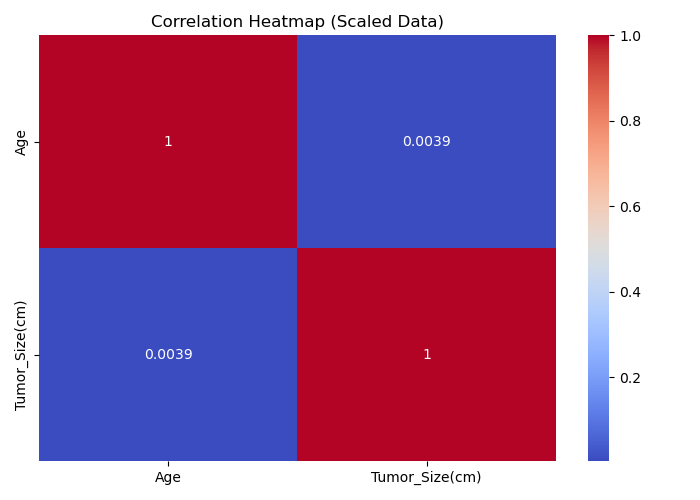 Correlation Heatmap (Scaled Data)
Age
1
0.0039
Tumor_Size(cm)
0.0039
1
Age
Tumor_Size(cm)
1.0
0.8
0.6
0.4
0.2